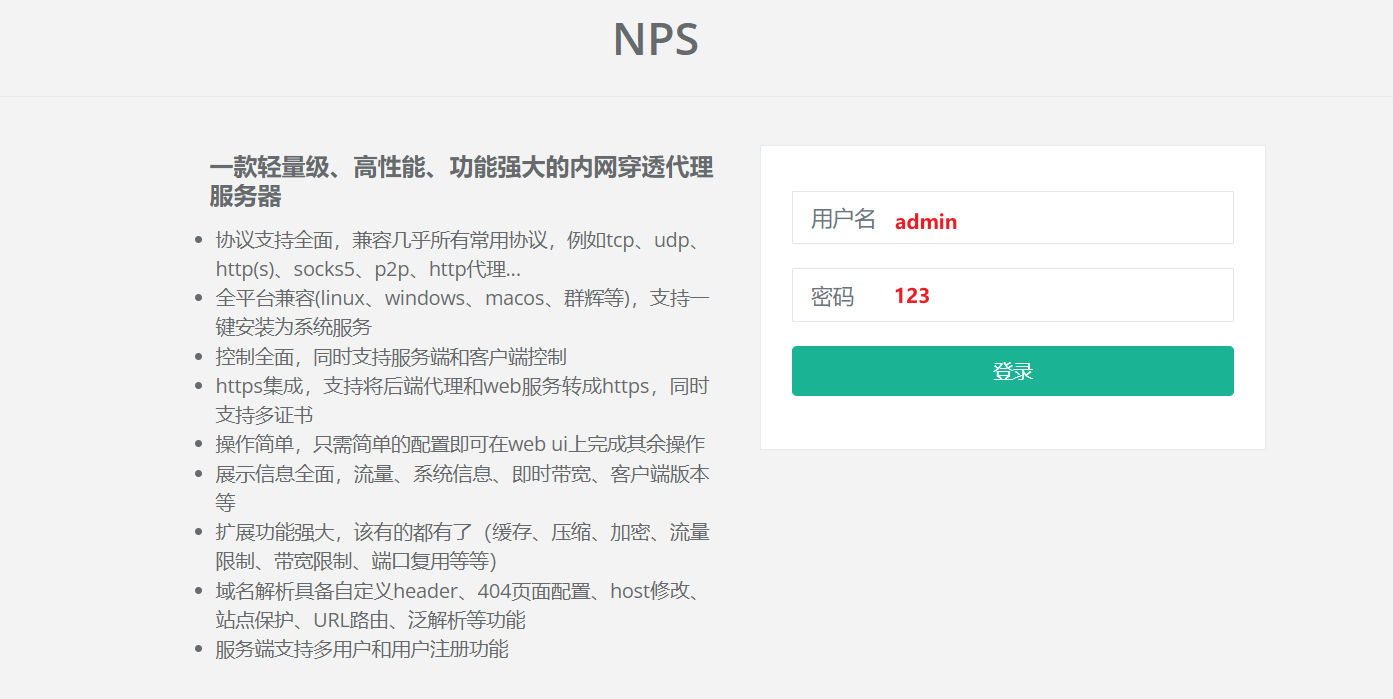 NPS
一款轻量级、高性能、功能强大的内网穿透代理
服务器
协议支持全面，兼容几乎所有常用协议，例如tcp、udp、
http(s)、socks5、p2p、http代理...
全平台兼容(linux、windows、macos、群辉等)，支持一
键安装为系统服务
控制全面，同时支持服务端和客户端控制
https集成，支持将后端代理和web服务转成https，同时
支持多证书
操作简单，只需简单的配置即可在web ui上完成其余操作
展示信息全面，流量、系统信息、即时带宽、客户端版本
等
扩展功能强大，该有的都有了（缓存、压缩、加密、流量
限制、带宽限制、端口复用等等）
域名解析具备自定义header、404页面配置、host修改、
站点保护、URL路由、泛解析等功能
服务端支持多用户和用户注册功能
用户名 admin
密码 123
登录